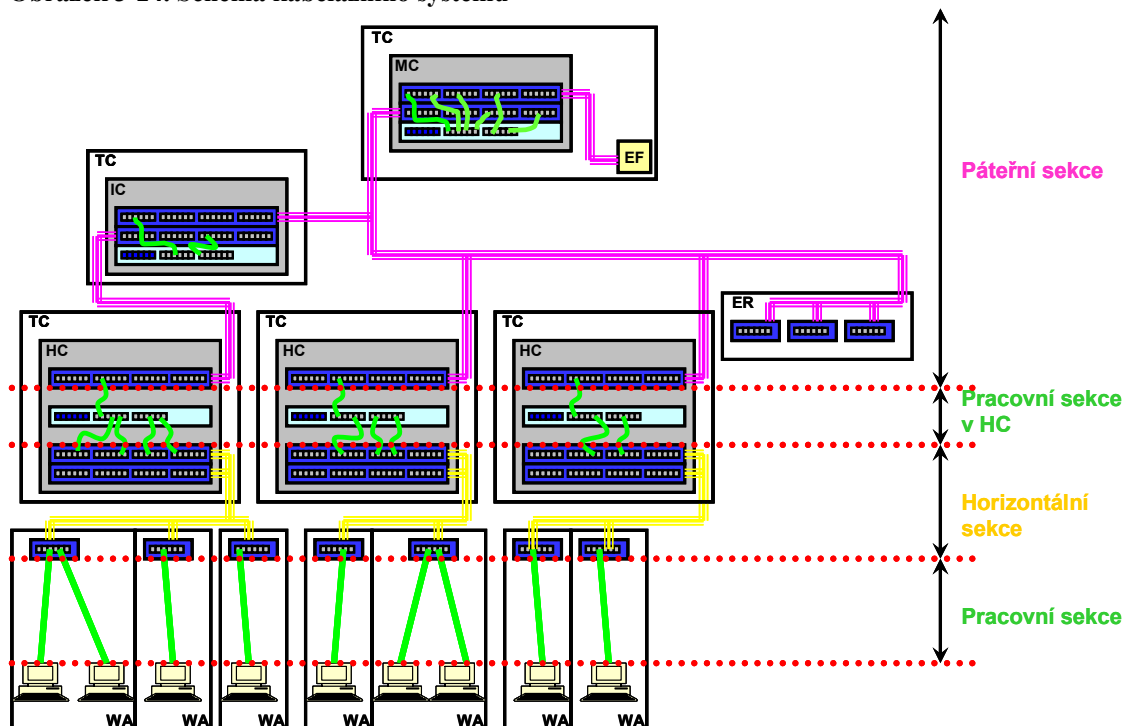 TC
MC
EF
TC
IC
Páteřní sekce
ER
TC
TC
TC
HC
HC
HC
Pracovní sekce
v HC
Horizontální
sekce
Pracovní sekce
WA
WA
WA
WA
WA
WA
WA